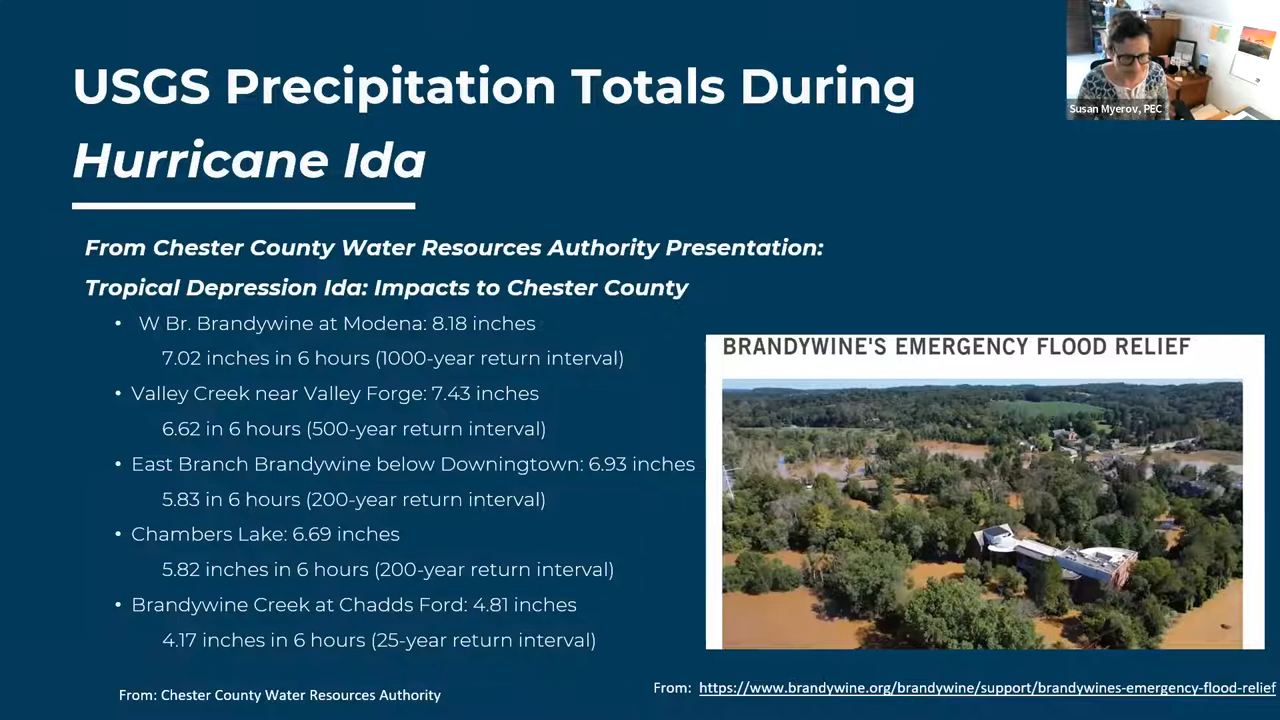 USGS Precipitation Totals During
Hurricane Ida
Susan Myerov, PEC
From Chester County Water Resources Authority Presentation:
Tropical Depression Ida: Impacts to Chester County
• W Br. Brandywine at Modena: 8.18 inches
7.02 inches in 6 hours (1000-year return interval)
• Valley Creek near Valley Forge: 7.43 inches
6.62 in 6 hours (500-year return interval)
• East Branch Brandywine below Downingtown: 6.93 inches
5.83 in 6 hours (200-year return interval)
• Chambers Lake: 6.69 inches
5.82 inches in 6 hours (200-year return interval)
• Brandywine Creek at Chadds Ford: 4.81 inches
4.17 inches in 6 hours (25-year return interval)
BRANDYWINE'S EMERGENCY FLOOD RELIEF
From: Chester County Water Resources Authority
From: https://www.brandywine.org/brandywine/support/brandywines-emergency-flood-relief